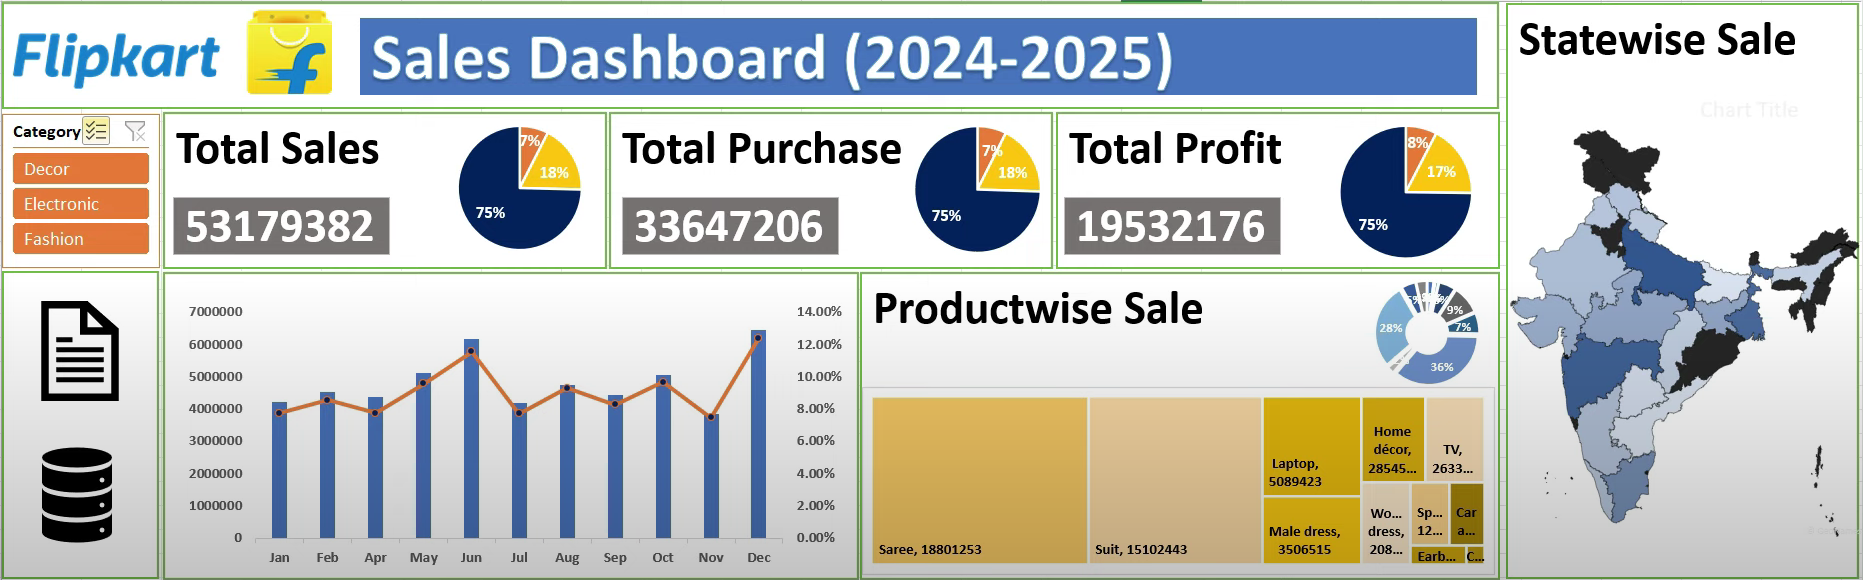 Flipkart
Sales Dashboard (2024-2025)
Statewise Sale
Chart Title
Category
Decor
Electronic
Fashion
Total Sales
53179382
7%
18%
75%
Total Purchase
33647206
7%
18%
75%
Total Profit
19532176
8%
17%
75%
7000000
6000000
5000000
4000000
3000000
2000000
1000000
0
14.00%
12.00%
10.00%
8.00%
6.00%
4.00%
2.00%
0.00%
Jan Feb Apr May Jun Jul Aug Sep Oct Nov Dec
Productwise Sale
28%
9%
7%
36%
Saree, 18801253
Suit, 15102443
Laptop,
5089423
Male dress,
3506515
Home
décor,
28545...
TV,
2633...
Wo...
dress,
208...
Sp...
12...
Car
a...
Earb...
C...